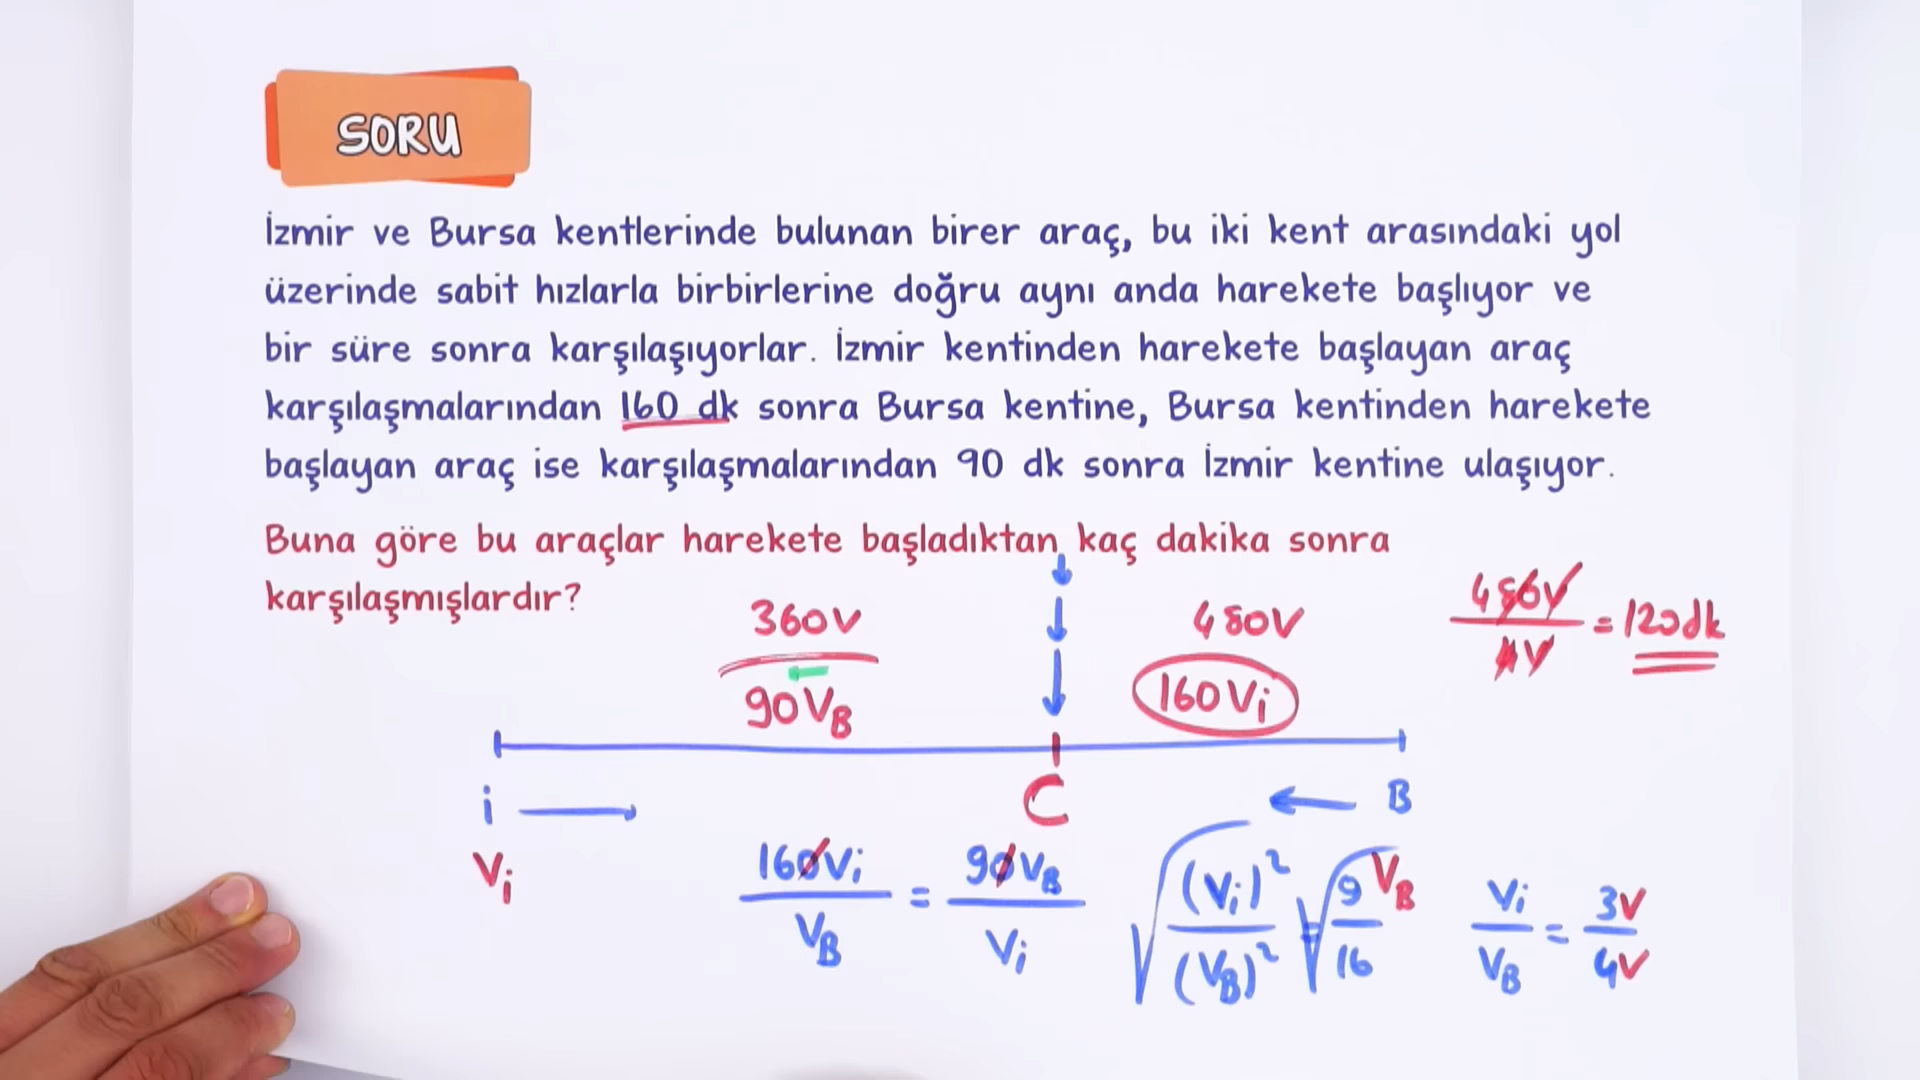 SORU
İzmir ve Bursa kentlerinde bulunan birer araç, bu iki kent arasındaki yol
üzerinde sabit hızlarla birbirlerine doğru aynı anda harekete başlıyor ve
bir süre sonra karşılaşıyorlar. İzmir kentinden harekete başlayan araç
karşılaşmalarından 160 dk sonra Bursa kentine, Bursa kentinden harekete
başlayan araç ise karşılaşmalarından 90 dk sonra İzmir kentine ulaşıyor.
Buna göre bu araçlar harekete başladıktan kaç dakika sonra
karşılaşmışlardır?
360V 480V 480V/4V = 120dk
90VB 160Vi
C
i B
Vi VB
160Vi/VB = 90VB/Vi √(Vi)²/(VB)² = √9/16 Vi/VB = 3V/4V